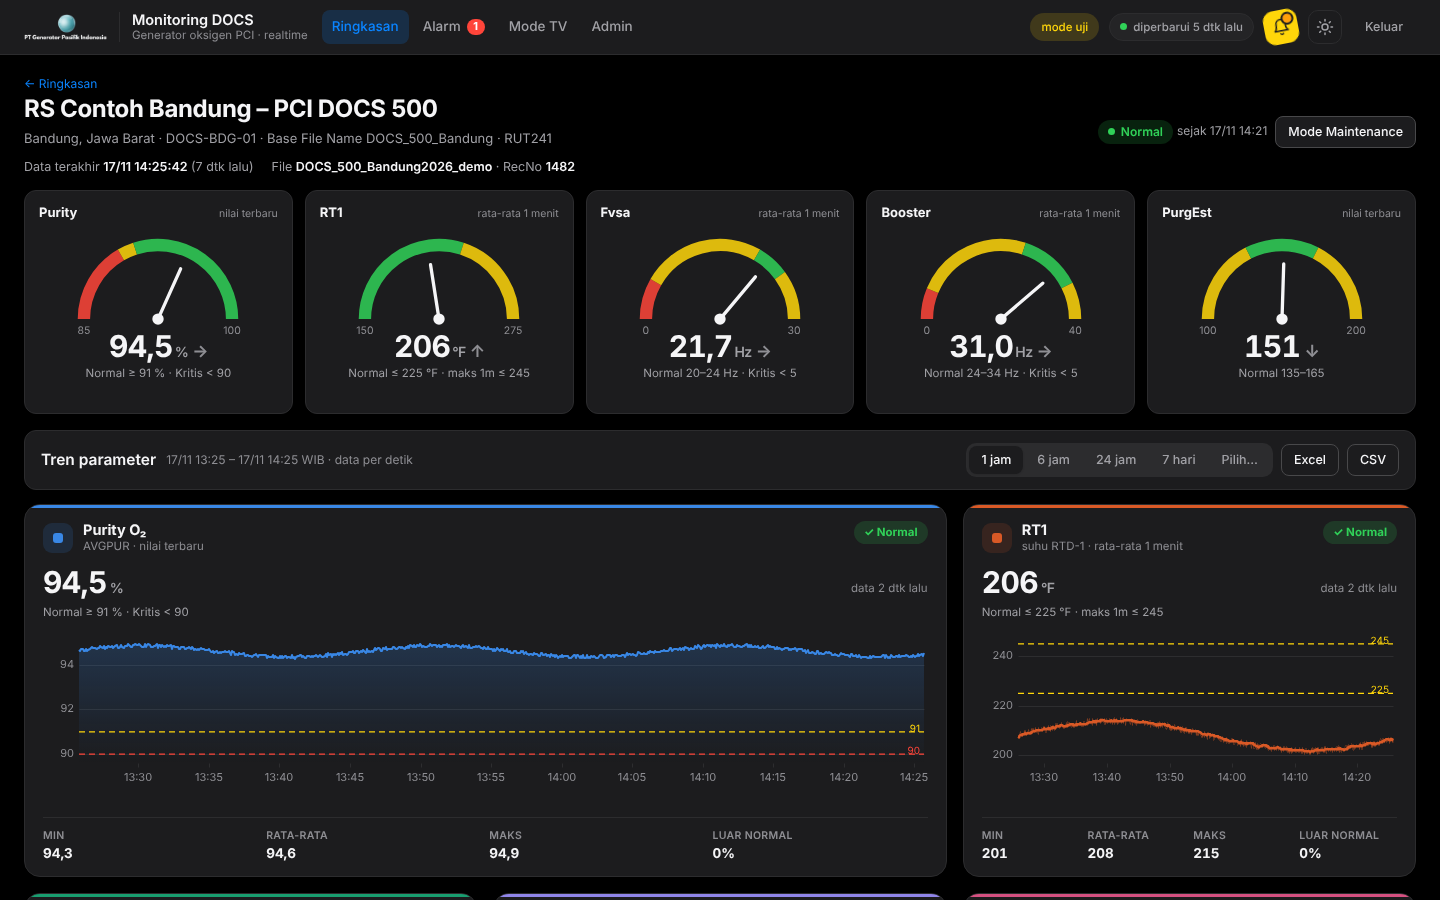 PT Generator Pasifik Indonesia
Monitoring DOCS
Generator oksigen PCI · realtime
Ringkasan
Alarm 1
Mode TV
Admin
mode uji
diperbarui 5 dtk lalu
Keluar
← Ringkasan
RS Contoh Bandung – PCI DOCS 500
Bandung, Jawa Barat · DOCS-BDG-01 · Base File Name DOCS_500_Bandung · RUT241
Normal sejak 17/11 14:21
Mode Maintenance
Data terakhir 17/11 14:25:42 (7 dtk lalu) File DOCS_500_Bandung2026_demo · RecNo 1482
Purity nilai terbaru
85 100
94,5 % →
Normal ≥ 91 % · Kritis < 90
RT1 rata-rata 1 menit
150 275
206 °F ↑
Normal ≤ 225 °F · maks 1m ≤ 245
Fvsa rata-rata 1 menit
0 30
21,7 Hz →
Normal 20–24 Hz · Kritis < 5
Booster rata-rata 1 menit
0 40
31,0 Hz →
Normal 24–34 Hz · Kritis < 5
PurgEst nilai terbaru
100 200
151 ↓
Normal 135–165
Tren parameter 17/11 13:25 – 17/11 14:25 WIB · data per detik
1 jam 6 jam 24 jam 7 hari Pilih...
Excel
CSV
Purity O₂
AVGPUR · nilai terbaru
✓ Normal
94,5 %
data 2 dtk lalu
Normal ≥ 91 % · Kritis < 90
94
92
91
90
90
13:30 13:35 13:40 13:45 13:50 13:55 14:00 14:05 14:10 14:15 14:20 14:25
MIN RATA-RATA MAKS LUAR NORMAL
94,3 94,6 94,9 0%
RT1
suhu RTD-1 · rata-rata 1 menit
✓ Normal
206 °F
data 2 dtk lalu
Normal ≤ 225 °F · maks 1m ≤ 245
245
240
225
220
200
13:30 13:40 13:50 14:00 14:10 14:20
MIN RATA-RATA MAKS LUAR NORMAL
201 208 215 0%